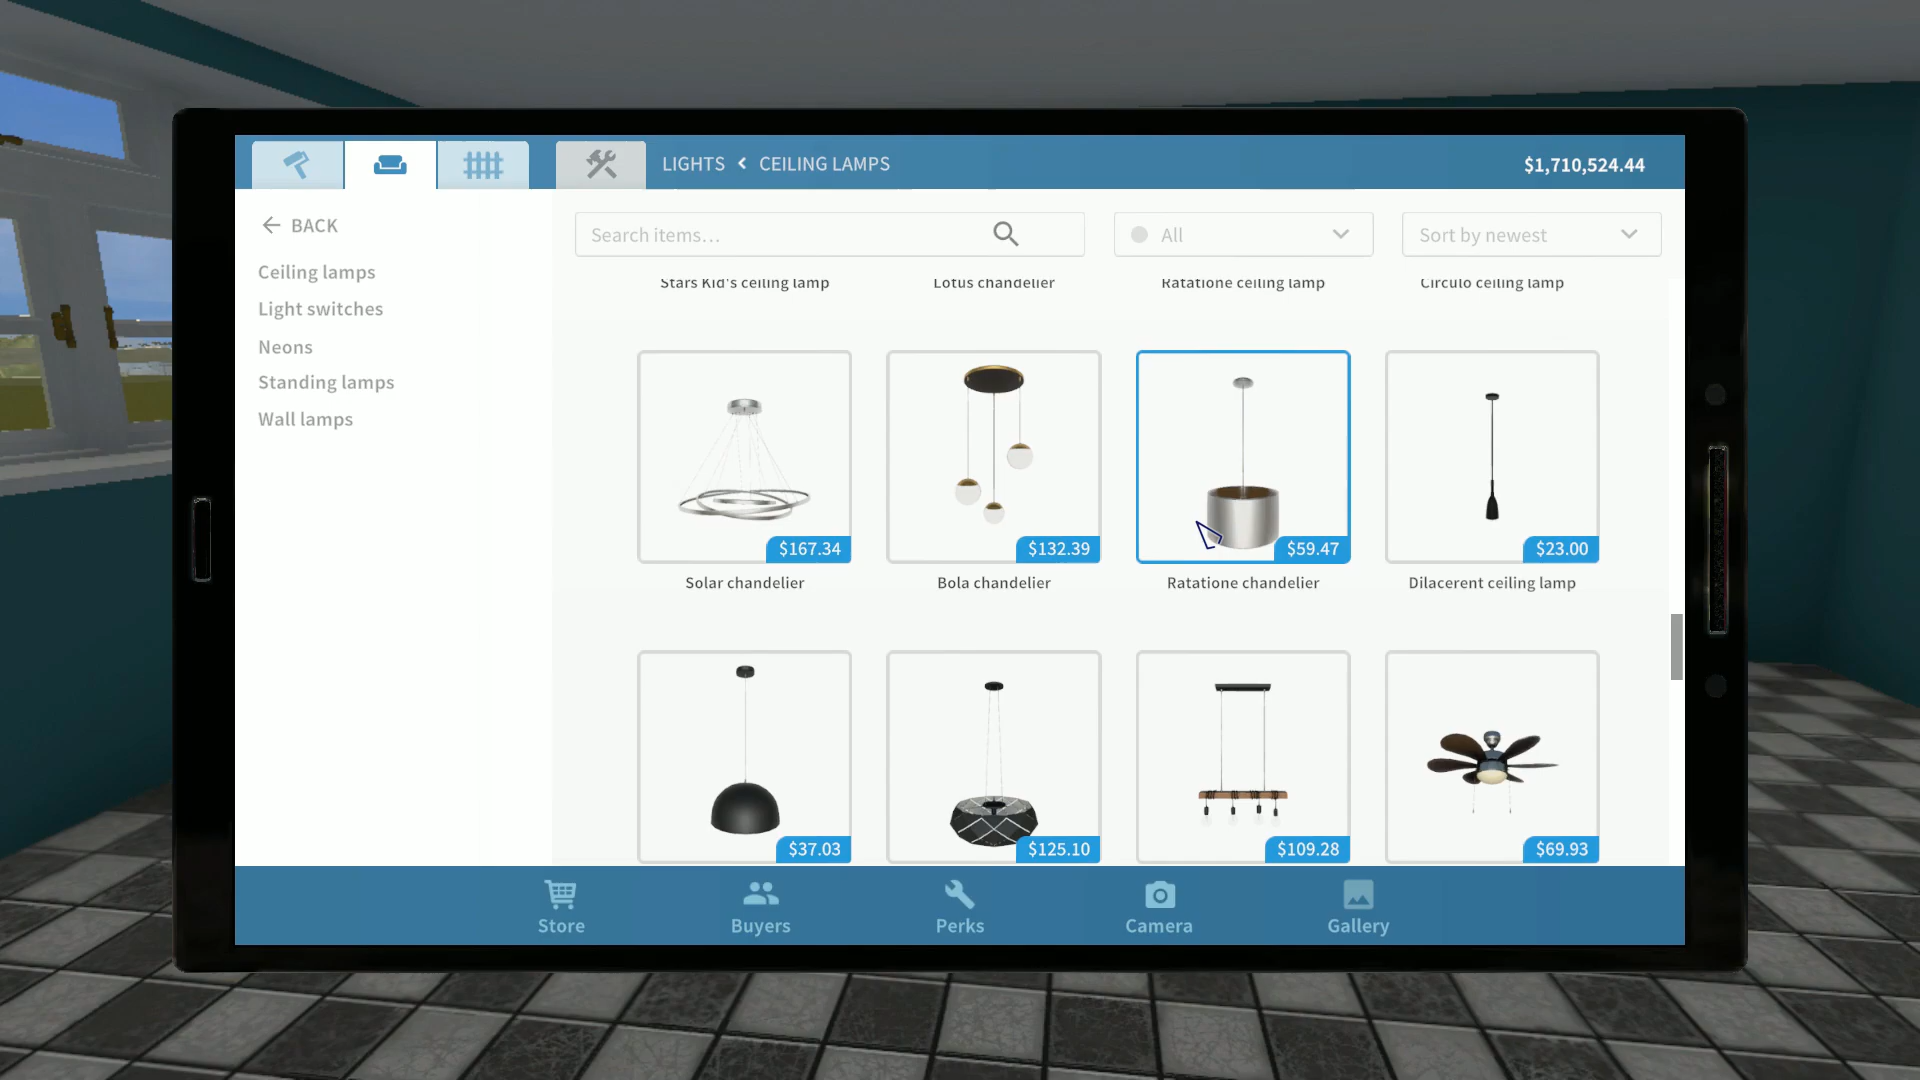 LIGHTS < CEILING LAMPS
$1,710,524.44
BACK
Search items...
All
Sort by newest
Ceiling lamps
Light switches
Neons
Standing lamps
Wall lamps
Stars Kid's ceiling lamp
Lotus chandelier
Ratatione ceiling lamp
Circulo ceiling lamp
$167.34
$132.39
$59.47
$23.00
Solar chandelier
Bola chandelier
Ratatione chandelier
Dilacerent ceiling lamp
$37.03
$125.10
$109.28
$69.93
Store
Buyers
Perks
Camera
Gallery